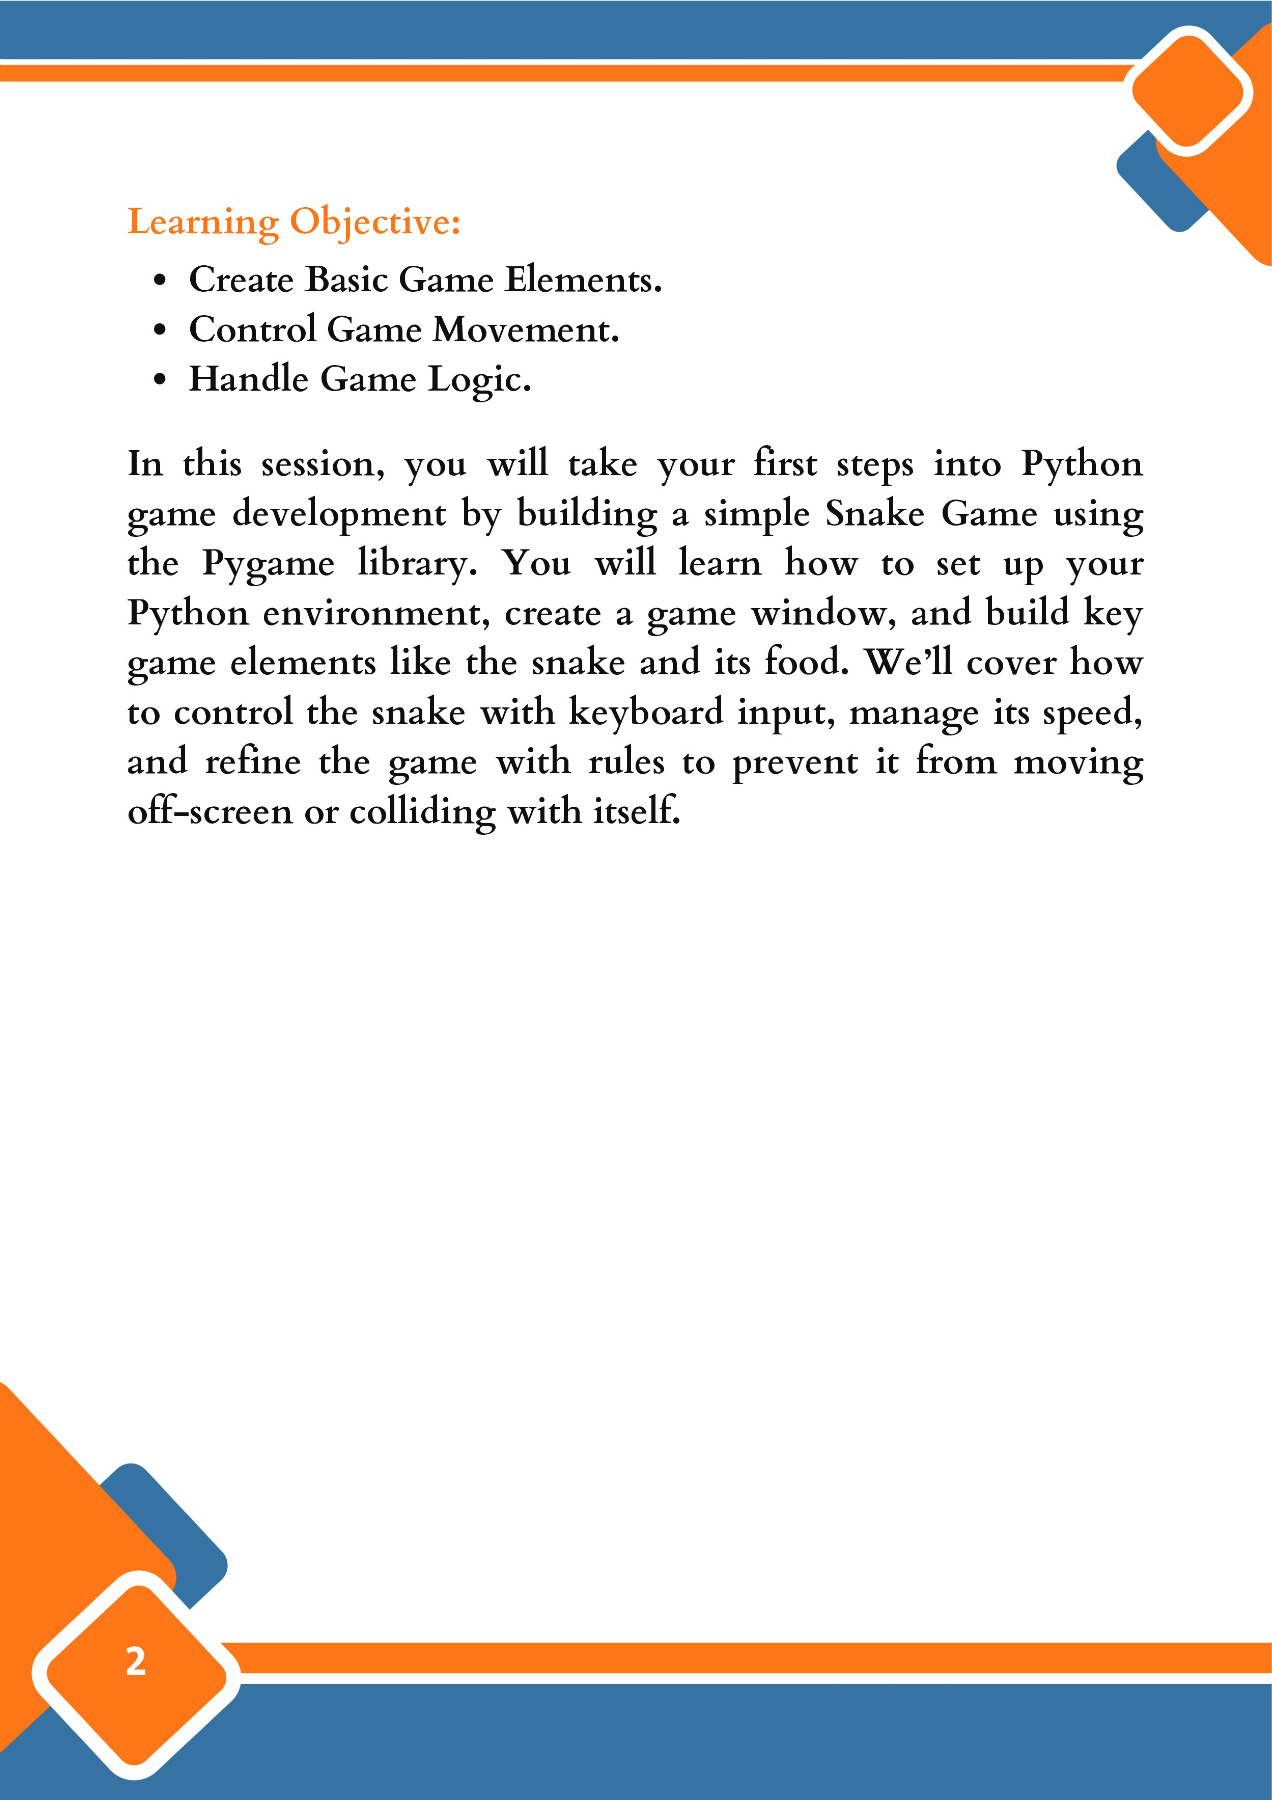 Learning Objective:
• Create Basic Game Elements.
• Control Game Movement.
• Handle Game Logic.
In this session, you will take your first steps into Python
game development by building a simple Snake Game using
the Pygame library. You will learn how to set up your
Python environment, create a game window, and build key
game elements like the snake and its food. We’ll cover how
to control the snake with keyboard input, manage its speed,
and refine the game with rules to prevent it from moving
off-screen or colliding with itself.
2